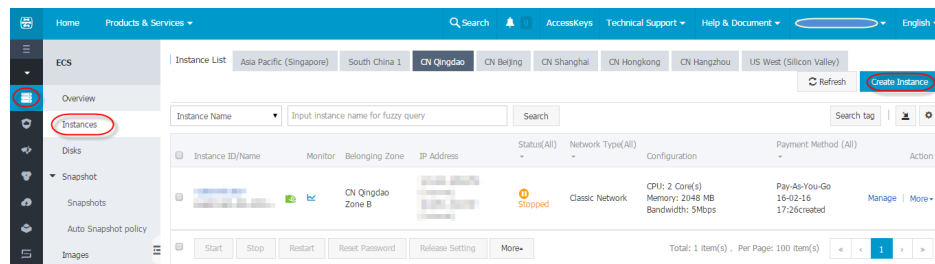 Home Products & Services Search AccessKeys Technical Support Help & Document English
ECS
Instance List Asia Pacific (Singapore) South China 1 CN Qingdao CN Beijing CN Shanghai CN Hongkong CN Hangzhou US West (Silicon Valley)
Refresh Create Instance
Overview
Instances
Disks
Snapshot
Snapshots
Auto Snapshot policy
Images
Instance Name Input instance name for fuzzy query Search Search tag
Instance ID/Name Monitor Belonging Zone IP Address Status(All) Network Type(All) Configuration Payment Method (All) Action
CN Qingdao
Zone B
Stopped
Classic Network
CPU: 2 Core(s)
Memory: 2048 MB
Bandwidth: 5Mbps
Pay-As-You-Go
16-02-16
17:26created
Manage | More
Start Stop Restart Reset Password Release Setting More
Total: 1 item(s) , Per Page: 100 item(s) « ‹ 1 › »